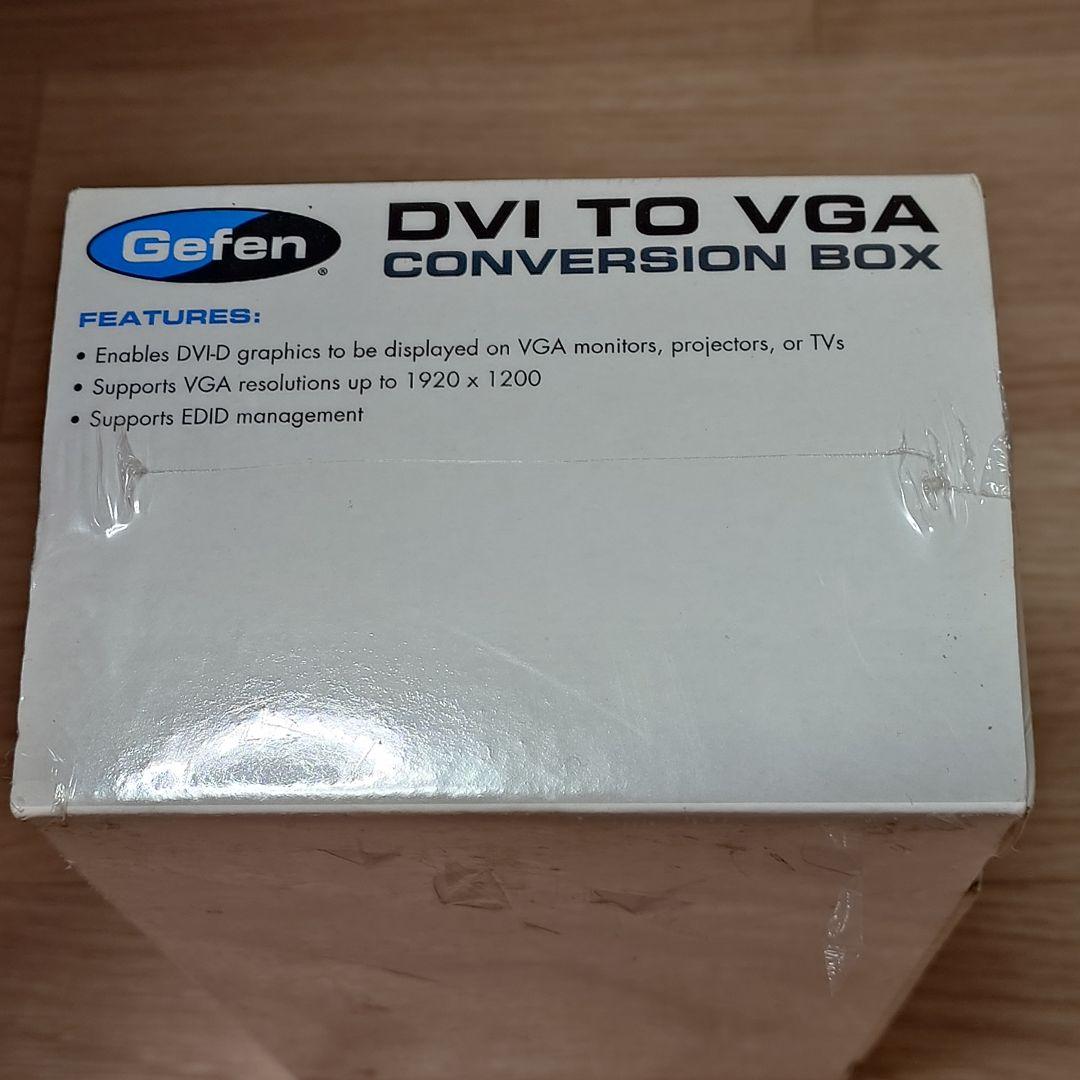 Gefen®
DVI TO VGA
CONVERSION BOX
FEATURES:
• Enables DVI-D graphics to be displayed on VGA monitors, projectors, or TVs
• Supports VGA resolutions up to 1920 x 1200
• Supports EDID management